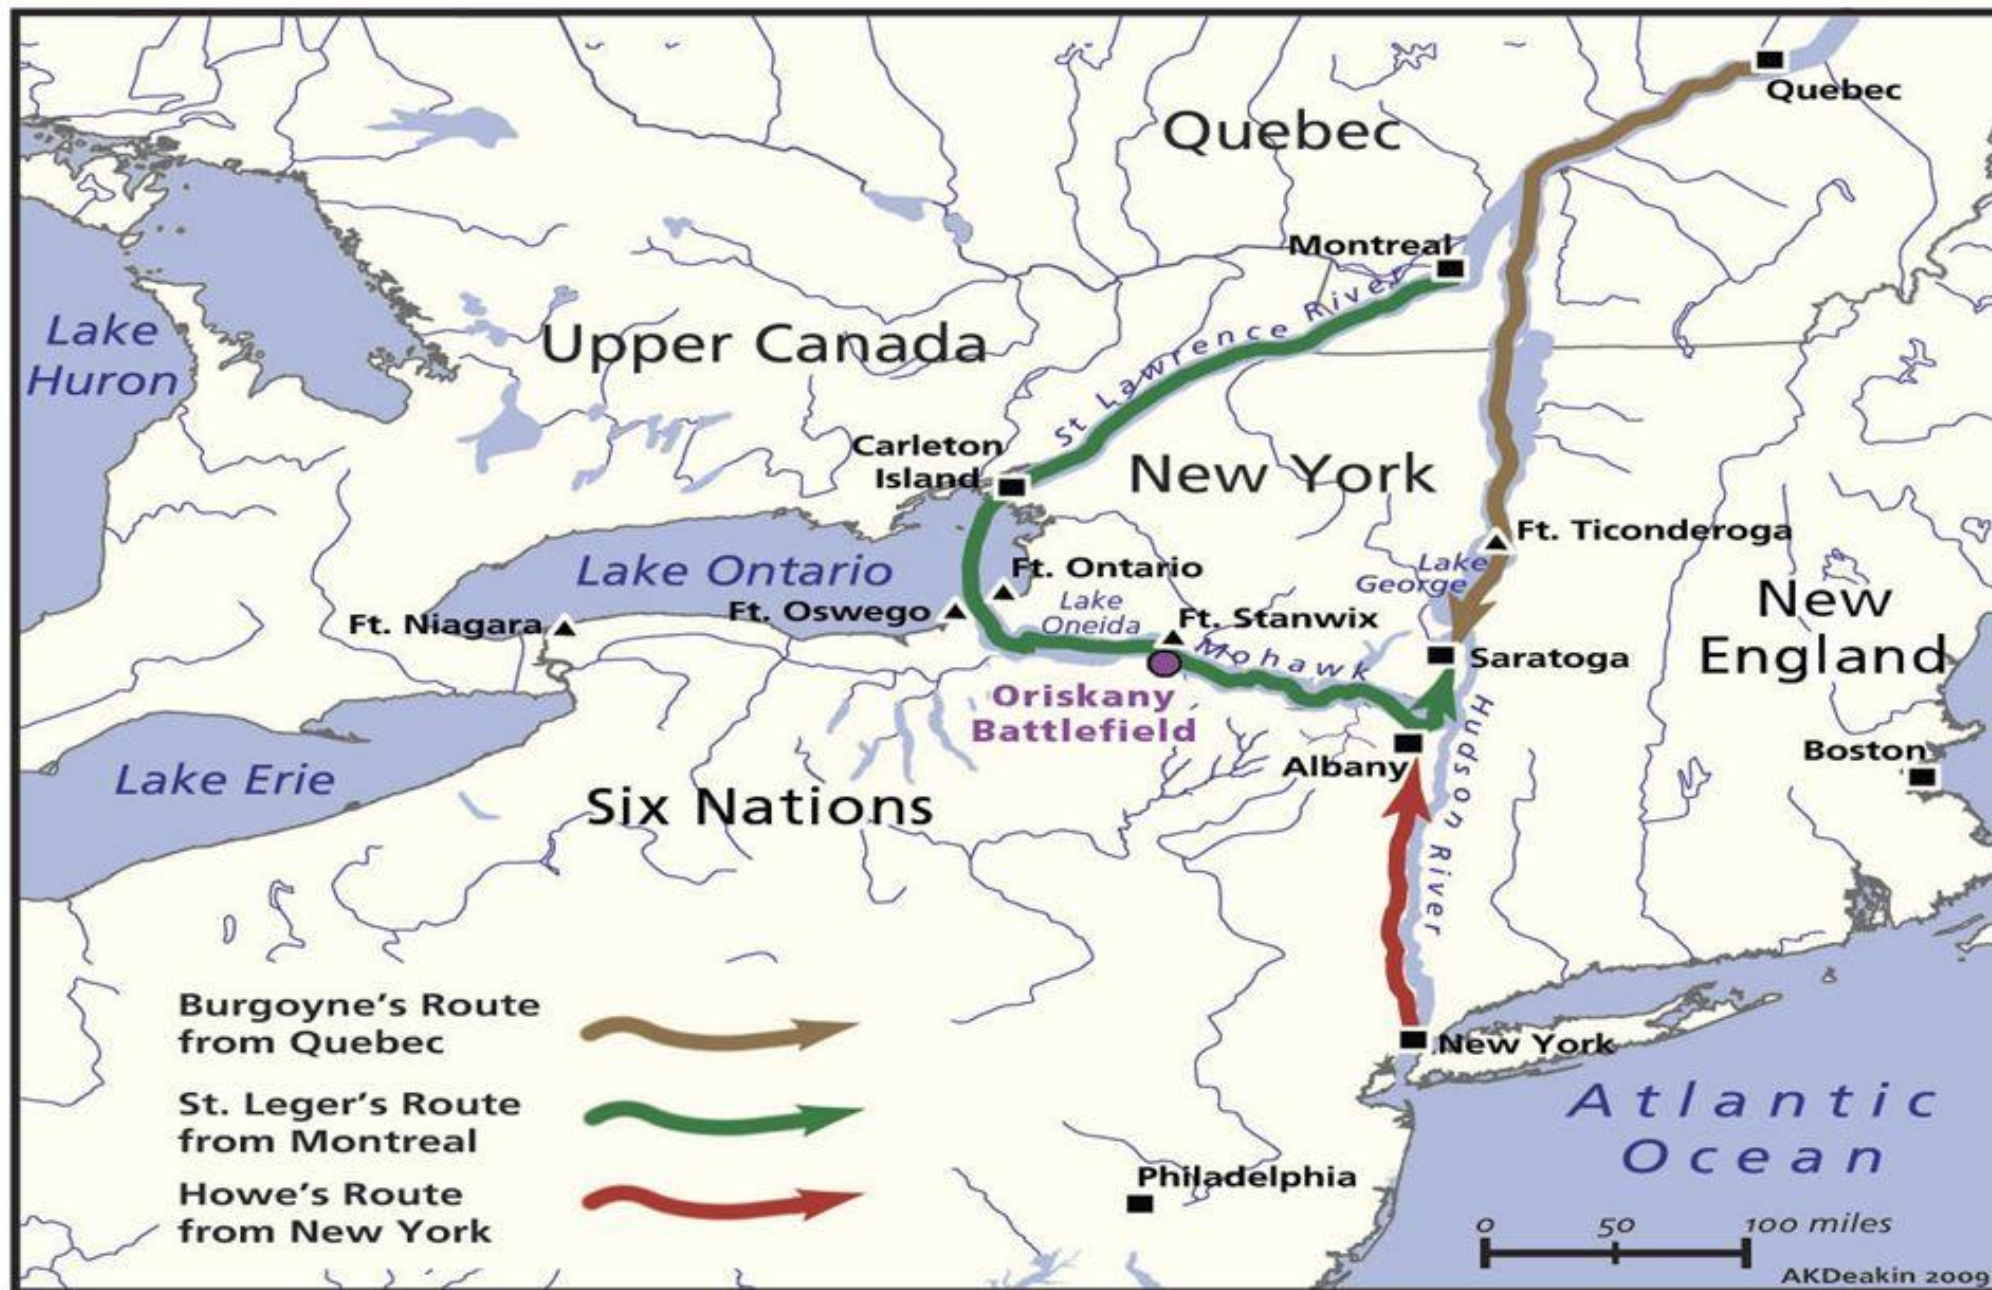 Quebec
Quebec
Montreal
St Lawrence River
Lake
Huron
Upper Canada
Carleton
Island
New York
Ft. Ticonderoga
Lake
George
Lake Ontario
Ft. Ontario
Ft. Oswego
Lake
Oneida
Ft. Stanwix
Ft. Niagara
Mohawk
Saratoga
New
England
Oriskany
Battlefield
Hudson River
Albany
Boston
Lake Erie
Six Nations
Burgoyne's Route
from Quebec
St. Leger's Route
from Montreal
Howe's Route
from New York
New York
Atlantic
Ocean
Philadelphia
0 50 100 miles
AKDeakin 2009